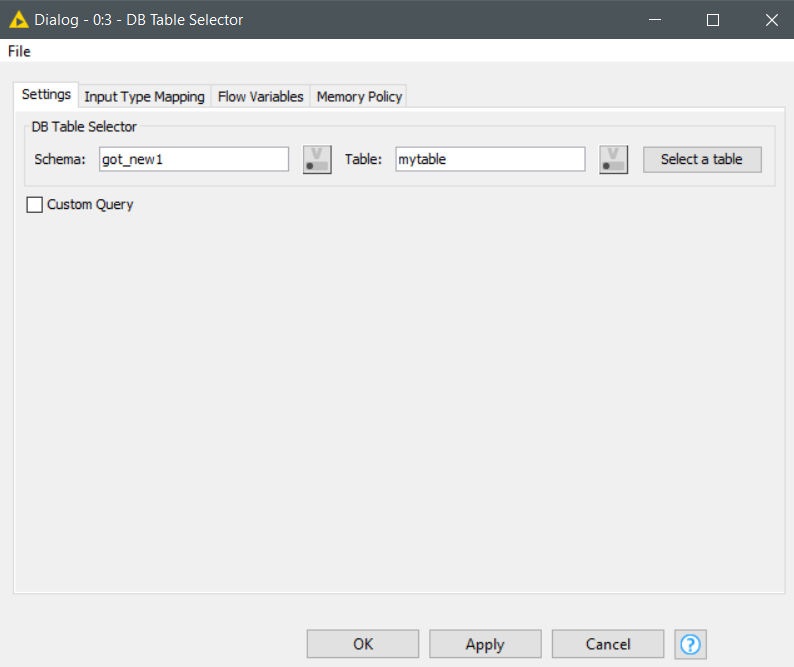 Dialog - 0:3 - DB Table Selector
File
Settings Input Type Mapping Flow Variables Memory Policy
DB Table Selector
Schema: got_new1 V Table: mytable V Select a table
Custom Query
OK Apply Cancel ?